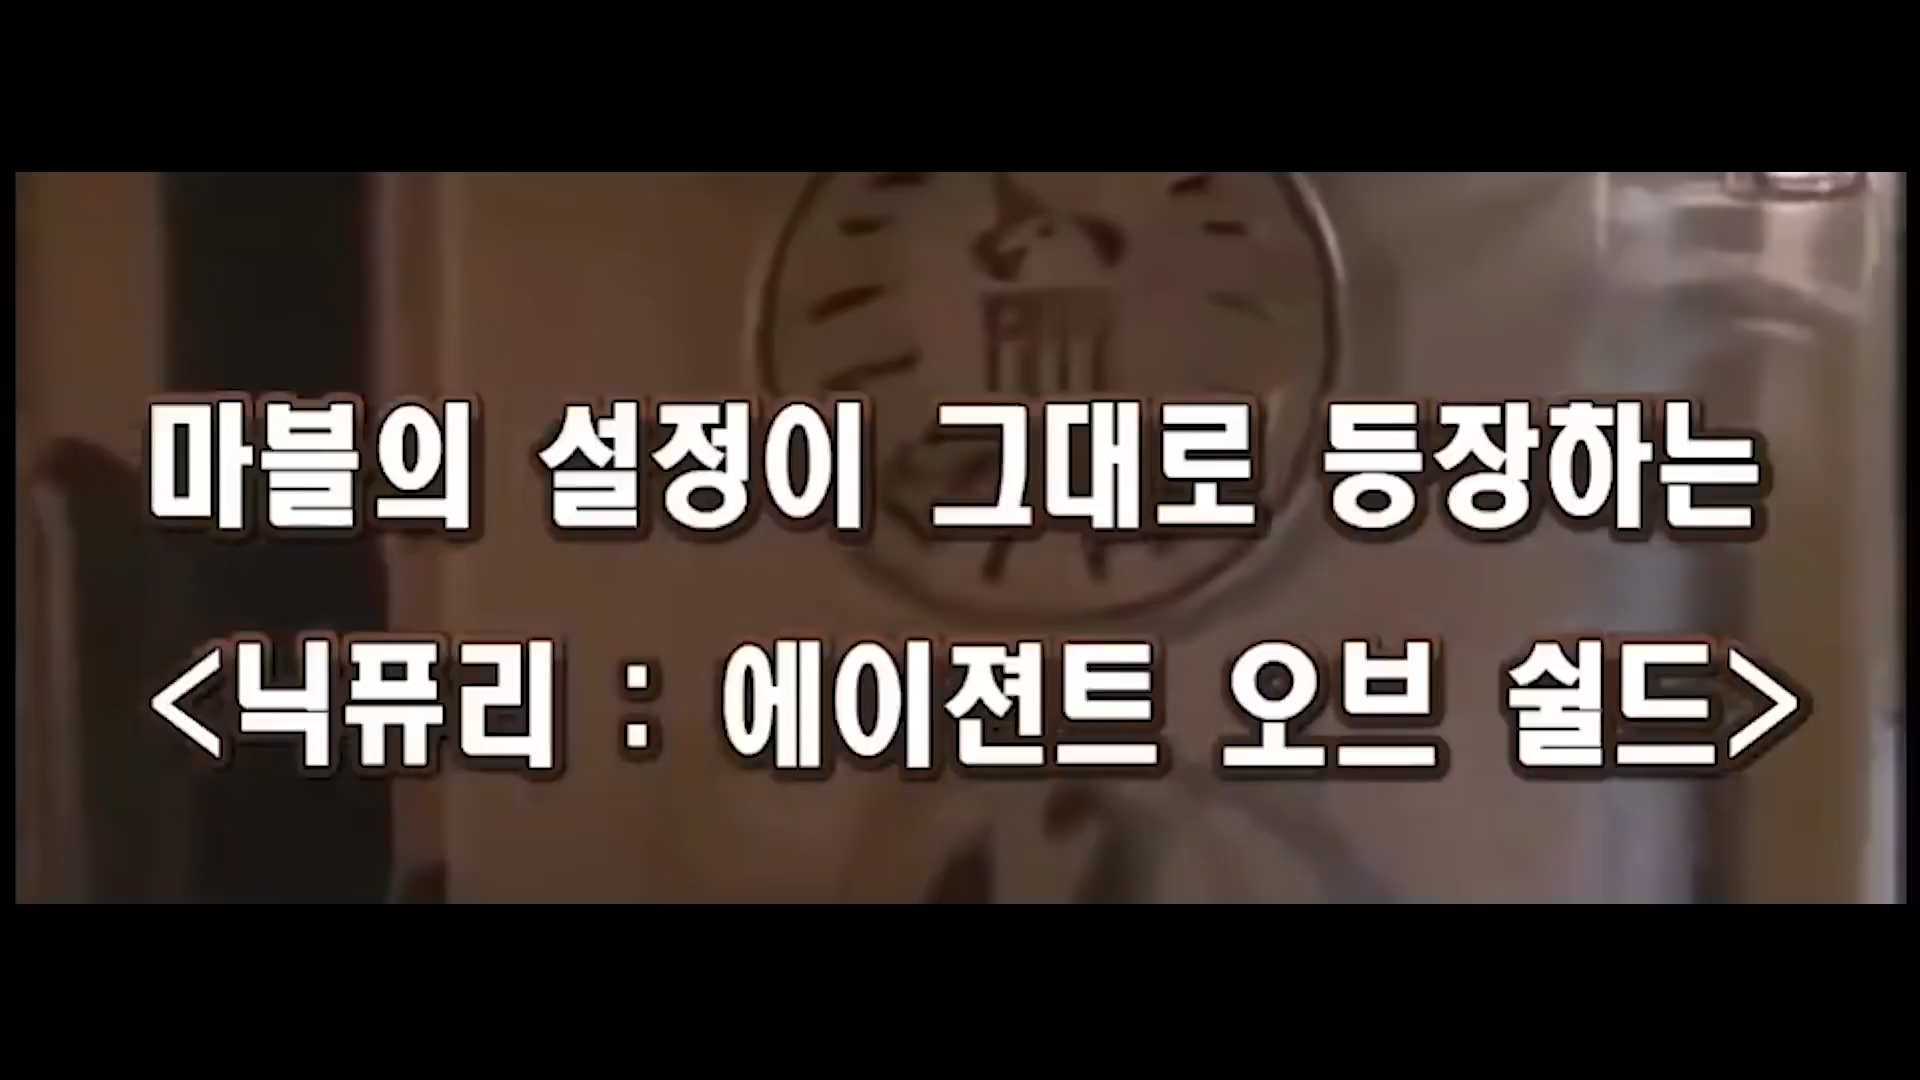 마블의 설정이 그대로 등장하는
<닉퓨리 : 에이젼트 오브 쉴드>